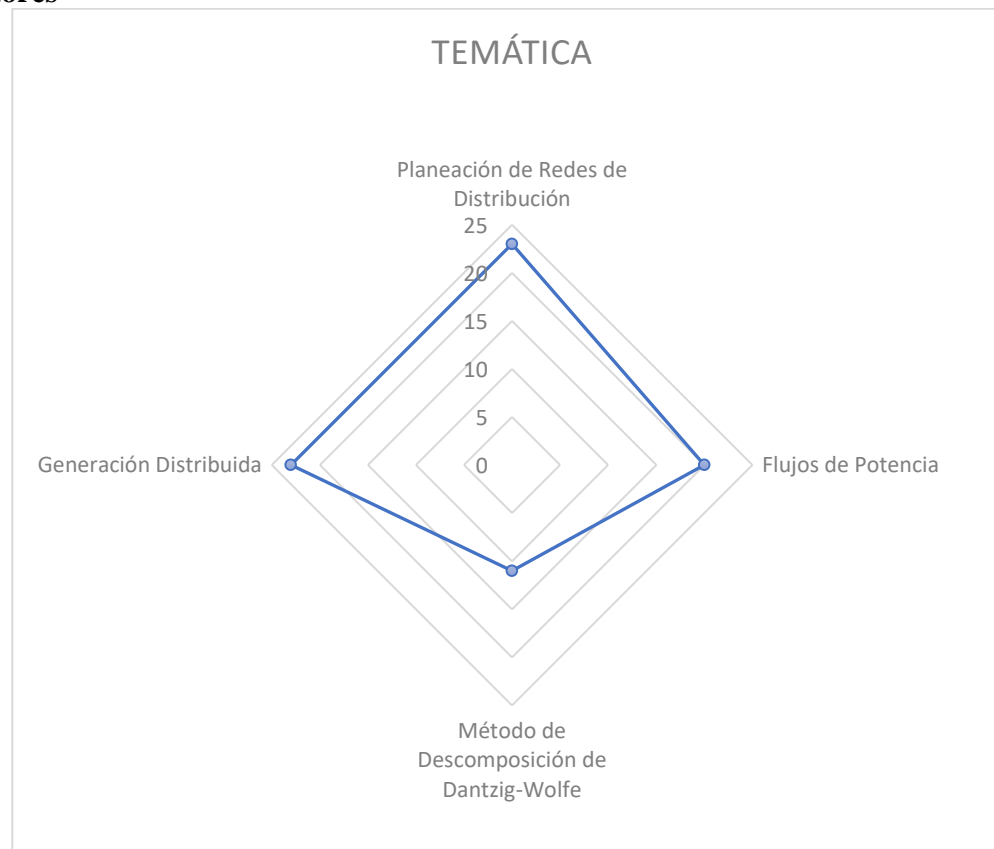 TEMÁTICA
Planeación de Redes de
Distribución
25
20
15
10
5
0
Generación Distribuida
Flujos de Potencia
Método de
Descomposición de
Dantzig-Wolfe